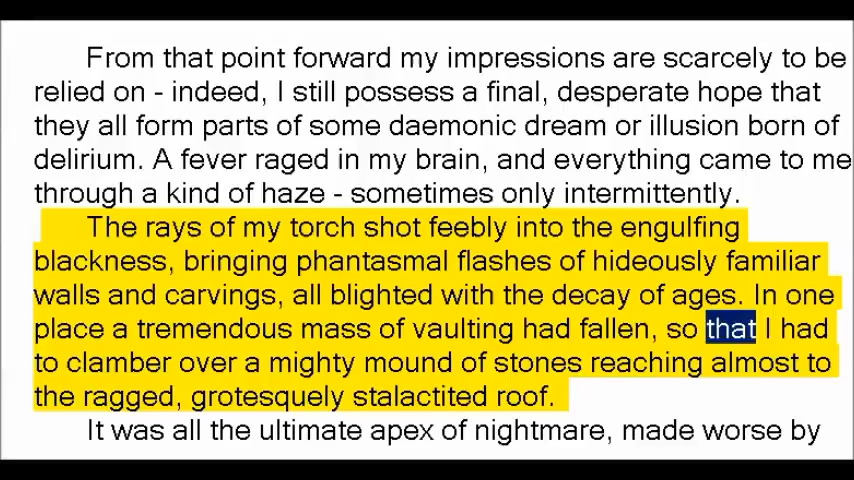 From that point forward my impressions are scarcely to be
relied on - indeed, I still possess a final, desperate hope that
they all form parts of some daemonic dream or illusion born of
delirium. A fever raged in my brain, and everything came to me
through a kind of haze - sometimes only intermittently.
The rays of my torch shot feebly into the engulfing
blackness, bringing phantasmal flashes of hideously familiar
walls and carvings, all blighted with the decay of ages. In one
place a tremendous mass of vaulting had fallen, so that I had
to clamber over a mighty mound of stones reaching almost to
the ragged, grotesquely stalactited roof.
It was all the ultimate apex of nightmare, made worse by